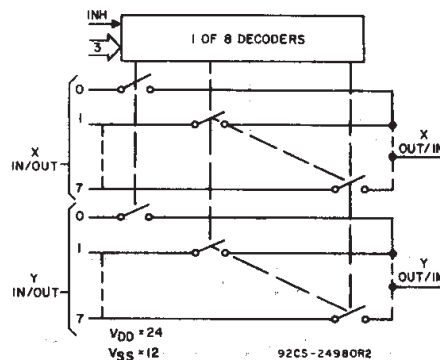 INH
3
1 OF 8 DECODERS
0
1
X
IN/OUT
7
X
OUT/IN
0
1
Y
IN/OUT
7
Y
OUT/IN
VDD = 24
VSS = 12
92CS-24980R2